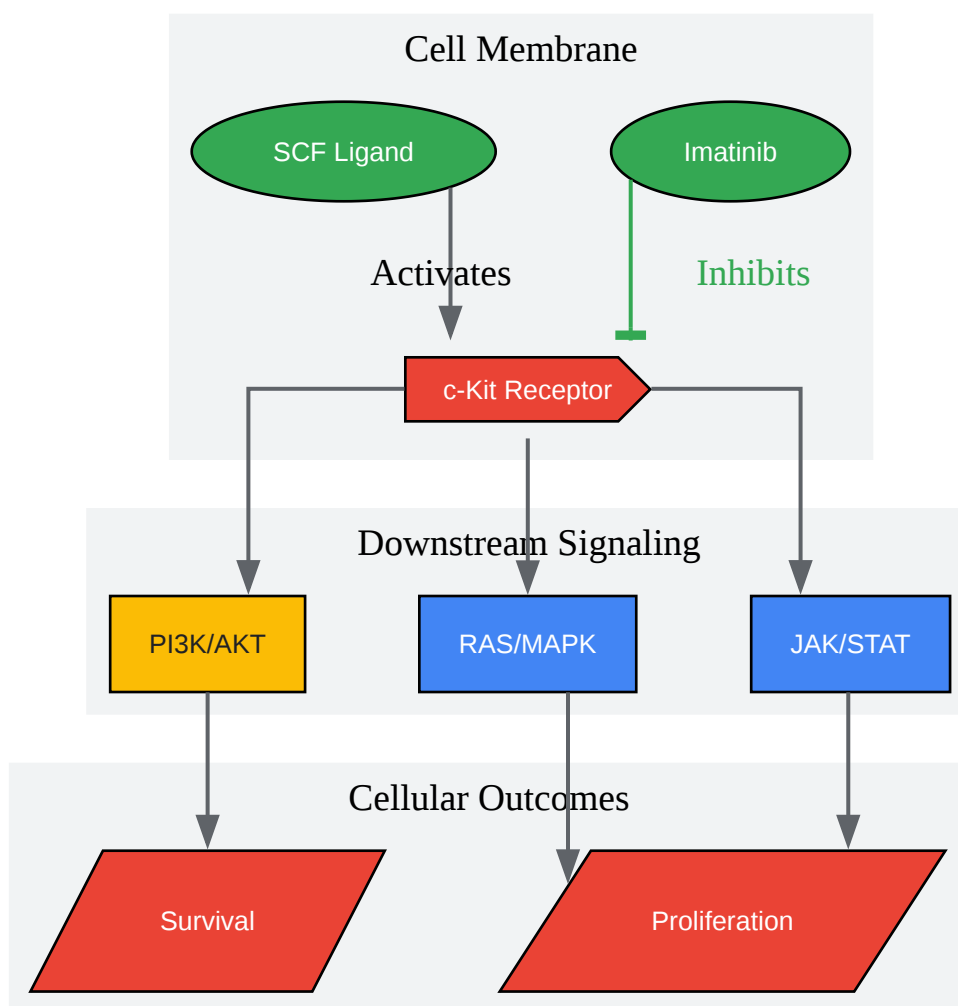 Cell Membrane
SCF Ligand
Imatinib
Activates
Inhibits
c-Kit Receptor
Downstream Signaling
PI3K/AKT
RAS/MAPK
JAK/STAT
Cellular Outcomes
Survival
Proliferation